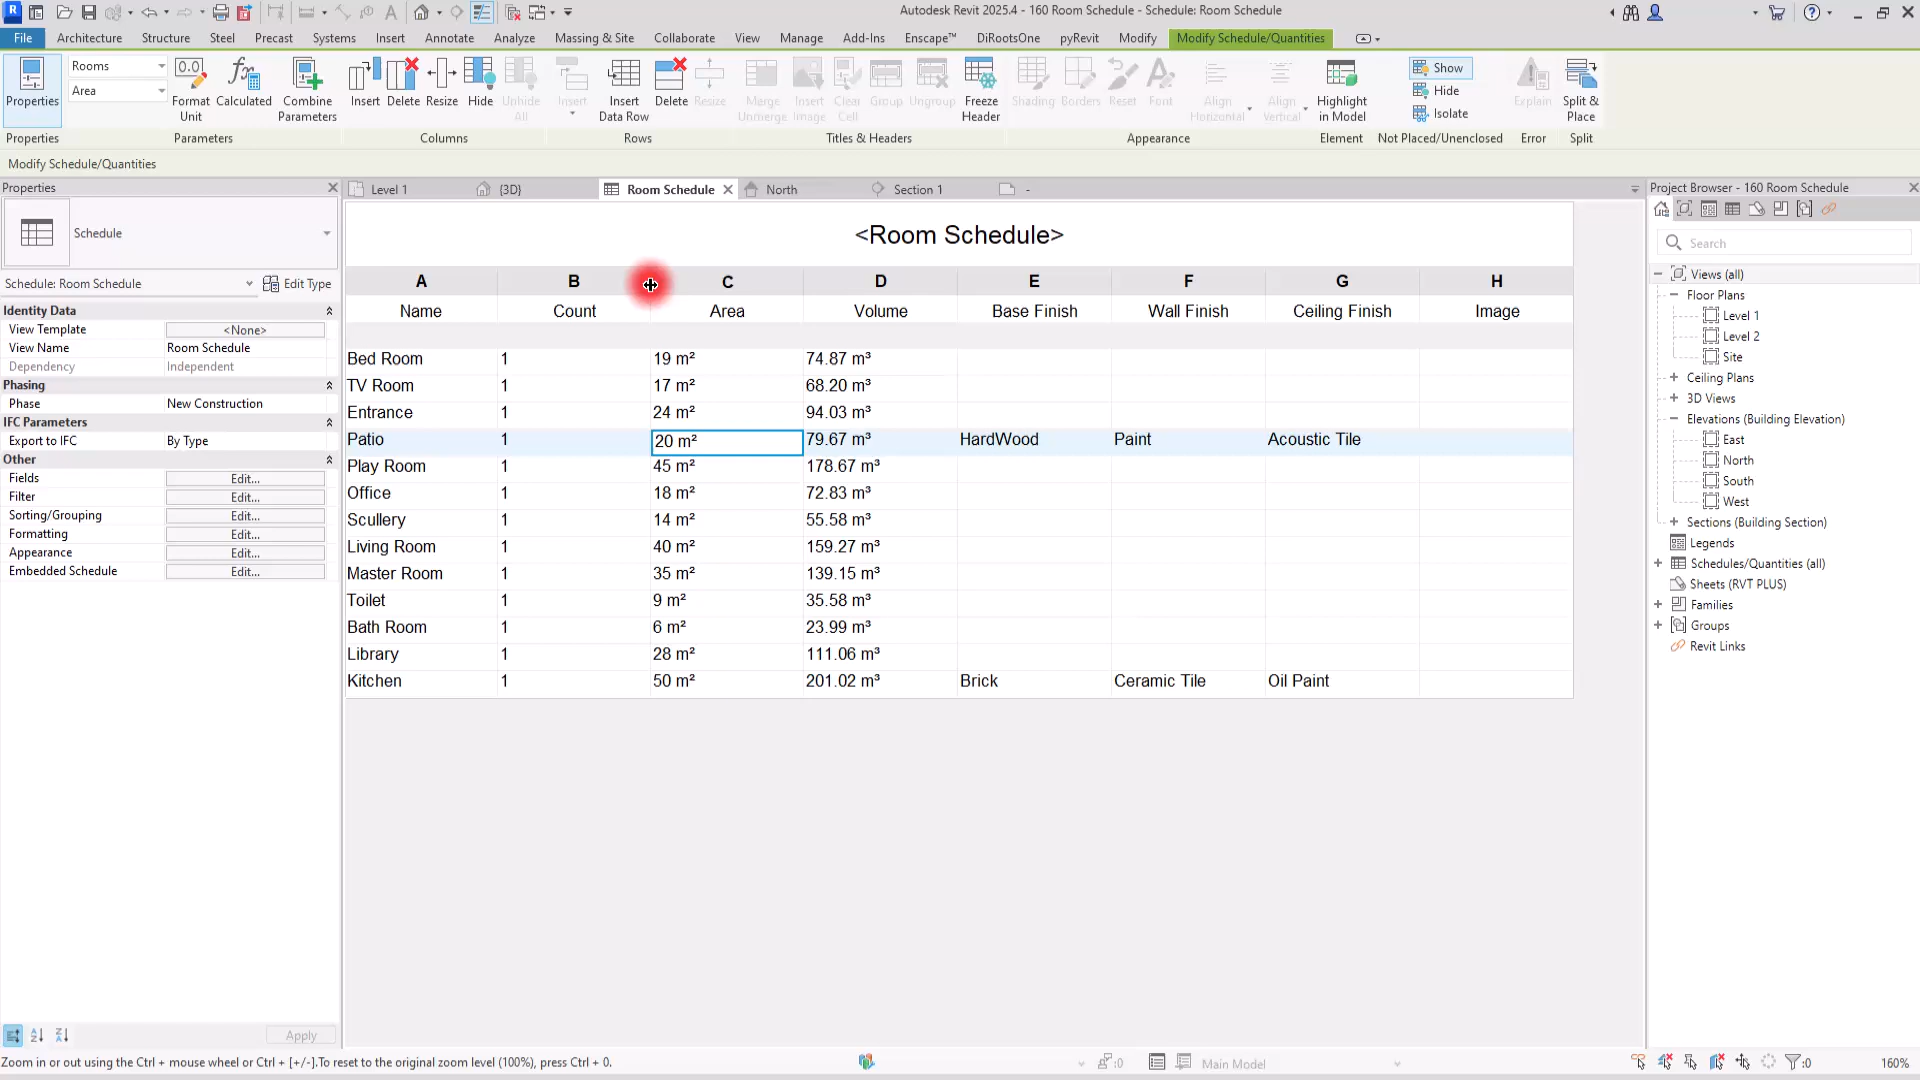 Autodesk Revit 2025.4 - 160 Room Schedule - Schedule: Room Schedule
File Architecture Structure Steel Precast Systems Insert Annotate Analyze Massing & Site Collaborate View Manage Add-Ins Enscape™ DiRootsOne pyRevit Modify Modify Schedule/Quantities
Properties
Rooms
Area
Format Unit
Calculated
Combine Parameters
Insert
Delete
Resize
Hide
Unhide All
Insert
Insert Data Row
Delete
Resize
Merge Unmerge
Insert Image
Clear Cell
Group
Ungroup
Freeze Header
Shading
Borders
Reset
Font
Align Horizontal
Align Vertical
Highlight in Model
Show
Hide
Isolate
Explain
Split & Place
Properties Parameters Columns Rows Titles & Headers Appearance Element Not Placed/Unenclosed Error Split
Modify Schedule/Quantities
Properties
Schedule
Schedule: Room Schedule Edit Type
Identity Data
View Template <None>
View Name Room Schedule
Dependency Independent
Phasing
Phase New Construction
IFC Parameters
Export to IFC By Type
Other
Fields Edit...
Filter Edit...
Sorting/Grouping Edit...
Formatting Edit...
Appearance Edit...
Embedded Schedule Edit...
Apply
Level 1 {3D} Room Schedule North Section 1 -
<Room Schedule>
A B C D E F G H
Name Count Area Volume Base Finish Wall Finish Ceiling Finish Image
Bed Room 1 19 m² 74.87 m³
TV Room 1 17 m² 68.20 m³
Entrance 1 24 m² 94.03 m³
Patio 1 20 m² 79.67 m³ HardWood Paint Acoustic Tile
Play Room 1 45 m² 178.67 m³
Office 1 18 m² 72.83 m³
Scullery 1 14 m² 55.58 m³
Living Room 1 40 m² 159.27 m³
Master Room 1 35 m² 139.15 m³
Toilet 1 9 m² 35.58 m³
Bath Room 1 6 m² 23.99 m³
Library 1 28 m² 111.06 m³
Kitchen 1 50 m² 201.02 m³ Brick Ceramic Tile Oil Paint
Project Browser - 160 Room Schedule
Search
Views (all)
Floor Plans
Level 1
Level 2
Site
Ceiling Plans
3D Views
Elevations (Building Elevation)
East
North
South
West
Sections (Building Section)
Legends
Schedules/Quantities (all)
Sheets (RVT PLUS)
Families
Groups
Revit Links
Zoom in or out using the Ctrl + mouse wheel or Ctrl + [+/-].To reset to the original zoom level (100%), press Ctrl + 0. :0 Main Model :0 160%